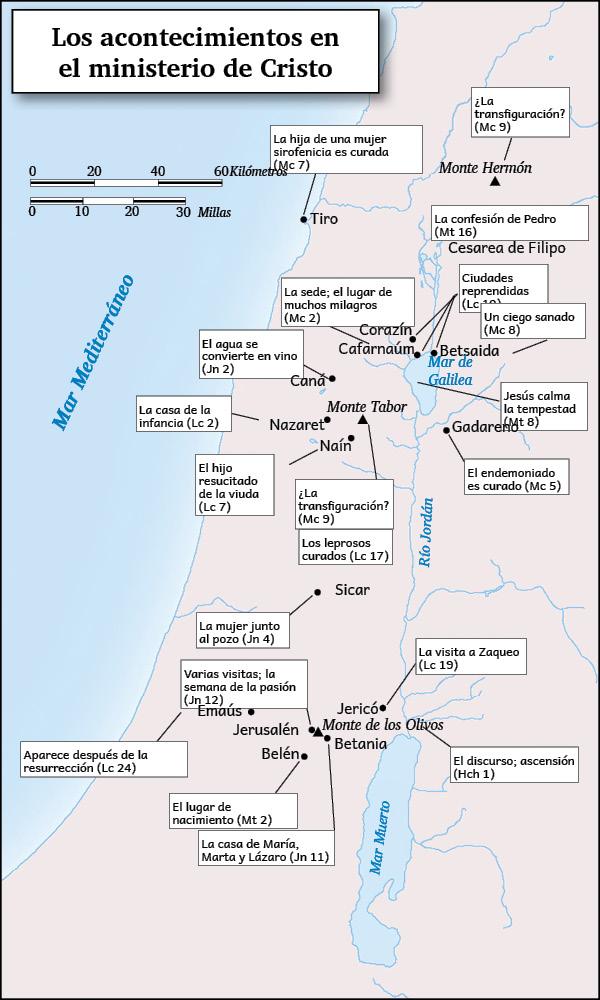 Los acontecimientos en
el ministerio de Cristo
¿La
transfiguración?
(Mc 9)
Monte Hermón
La hija de una mujer
sirofenicia es curada
(Mc 7)
0 20 40 60 Kilómetros
0 10 20 30 Millas
Tiro
La confesión de Pedro
(Mt 16)
Cesarea de Filipo
Ciudades
reprendidas
La sede; el lugar de
muchos milagros
(Mc 2)
Un ciego sanado
(Mc 8)
Corazín
Cafarnaúm
Betsaida
Mar de
Galilea
El agua se
convierte en vino
(Jn 2)
Caná
Mar Mediterráneo
Jesús calma
la tempestad
(Mt 8)
La casa de la
infancia (Lc 2)
Monte Tabor
Nazaret
Gadareno
Naín
El hijo
resucitado
de la viuda
(Lc 7)
El endemoniado
es curado (Mc 5)
¿La
transfiguración?
(Mc 9)
Los leprosos
curados (Lc 17)
Río Jordán
Sicar
La mujer junto
al pozo (Jn 4)
La visita a Zaqueo
(Lc 19)
Varias visitas; la
semana de la pasión
(Jn 12)
Emaús
Jericó
Monte de los Olivos
Jerusalén
Betania
Belén
Aparece después de la
resurrección (Lc 24)
El discurso; ascensión
(Hch 1)
El lugar de
nacimiento (Mt 2)
La casa de María,
Marta y Lázaro (Jn 11)
Mar Muerto